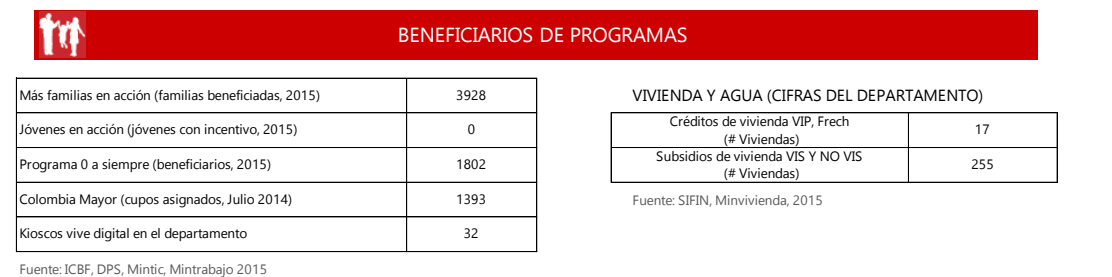 BENEFICIARIOS DE PROGRAMAS
Más familias en acción (familias beneficiadas, 2015) 3928
Jóvenes en acción (jóvenes con incentivo, 2015) 0
Programa 0 a siempre (beneficiarios, 2015) 1802
Colombia Mayor (cupos asignados, Julio 2014) 1393
Kioscos vive digital en el departamento 32
Fuente: ICBF, DPS, Mintic, Mintrabajo 2015
VIVIENDA Y AGUA (CIFRAS DEL DEPARTAMENTO)
Créditos de vivienda VIP, Frech
(# Viviendas) 17
Subsidios de vivienda VIS Y NO VIS
(# Viviendas) 255
Fuente: SIFIN, Minvivienda, 2015